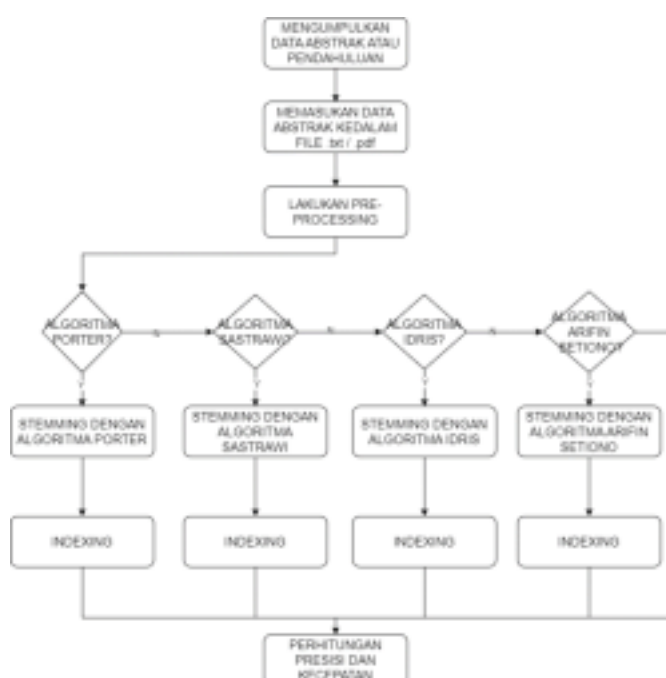 MENGUMPULKAN
DATA ABSTRAK ATAU
PENDAHULUAN
MEMASUKAN DATA
ABSTRAK KEDALAM
FILE .txt / .pdf
LAKUKAN PRE-
PROCESSING
ALGORITMA
PORTER?
N
ALGORITMA
SASTRAWI?
N
ALGORITMA
IDRIS?
N
ALGORITMA
ARIFIN
SETIONO?
Y
Y
Y
Y
STEMMING DENGAN
ALGORITMA PORTER
STEMMING DENGAN
ALGORITMA
SASTRAWI
STEMMING DENGAN
ALGORITMA IDRIS
STEMMING DENGAN
ALGORITMA ARIFIN
SETIONO
INDEXING
INDEXING
INDEXING
INDEXING
PERHITUNGAN
PRESISI DAN
KECEPATAN